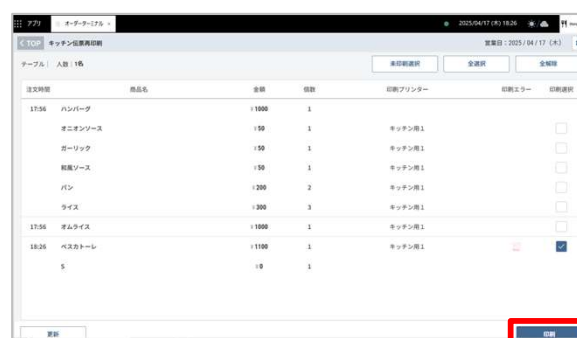 アプリ オーダーターミナル × 2025/04/17 (木) 18:26
< TOP キッチン伝票再印刷 営業日：2025 / 04 / 17 （木）
テーブル｜ 人数：1名 未印刷選択 全選択 全解除
注文時間 商品名 金額 個数 印刷プリンター 印刷エラー 印刷選択
17:56 ハンバーグ ¥1000 1
オニオンソース ¥50 1 キッチン用１
ガーリック ¥50 1 キッチン用１
和風ソース ¥50 1 キッチン用１
パン ¥200 2 キッチン用１
ライス ¥300 3 キッチン用１
17:56 オムライス ¥1000 1 キッチン用１
18:26 ペスカトーレ ¥1100 1 キッチン用１
S ¥0 1
更新 印刷